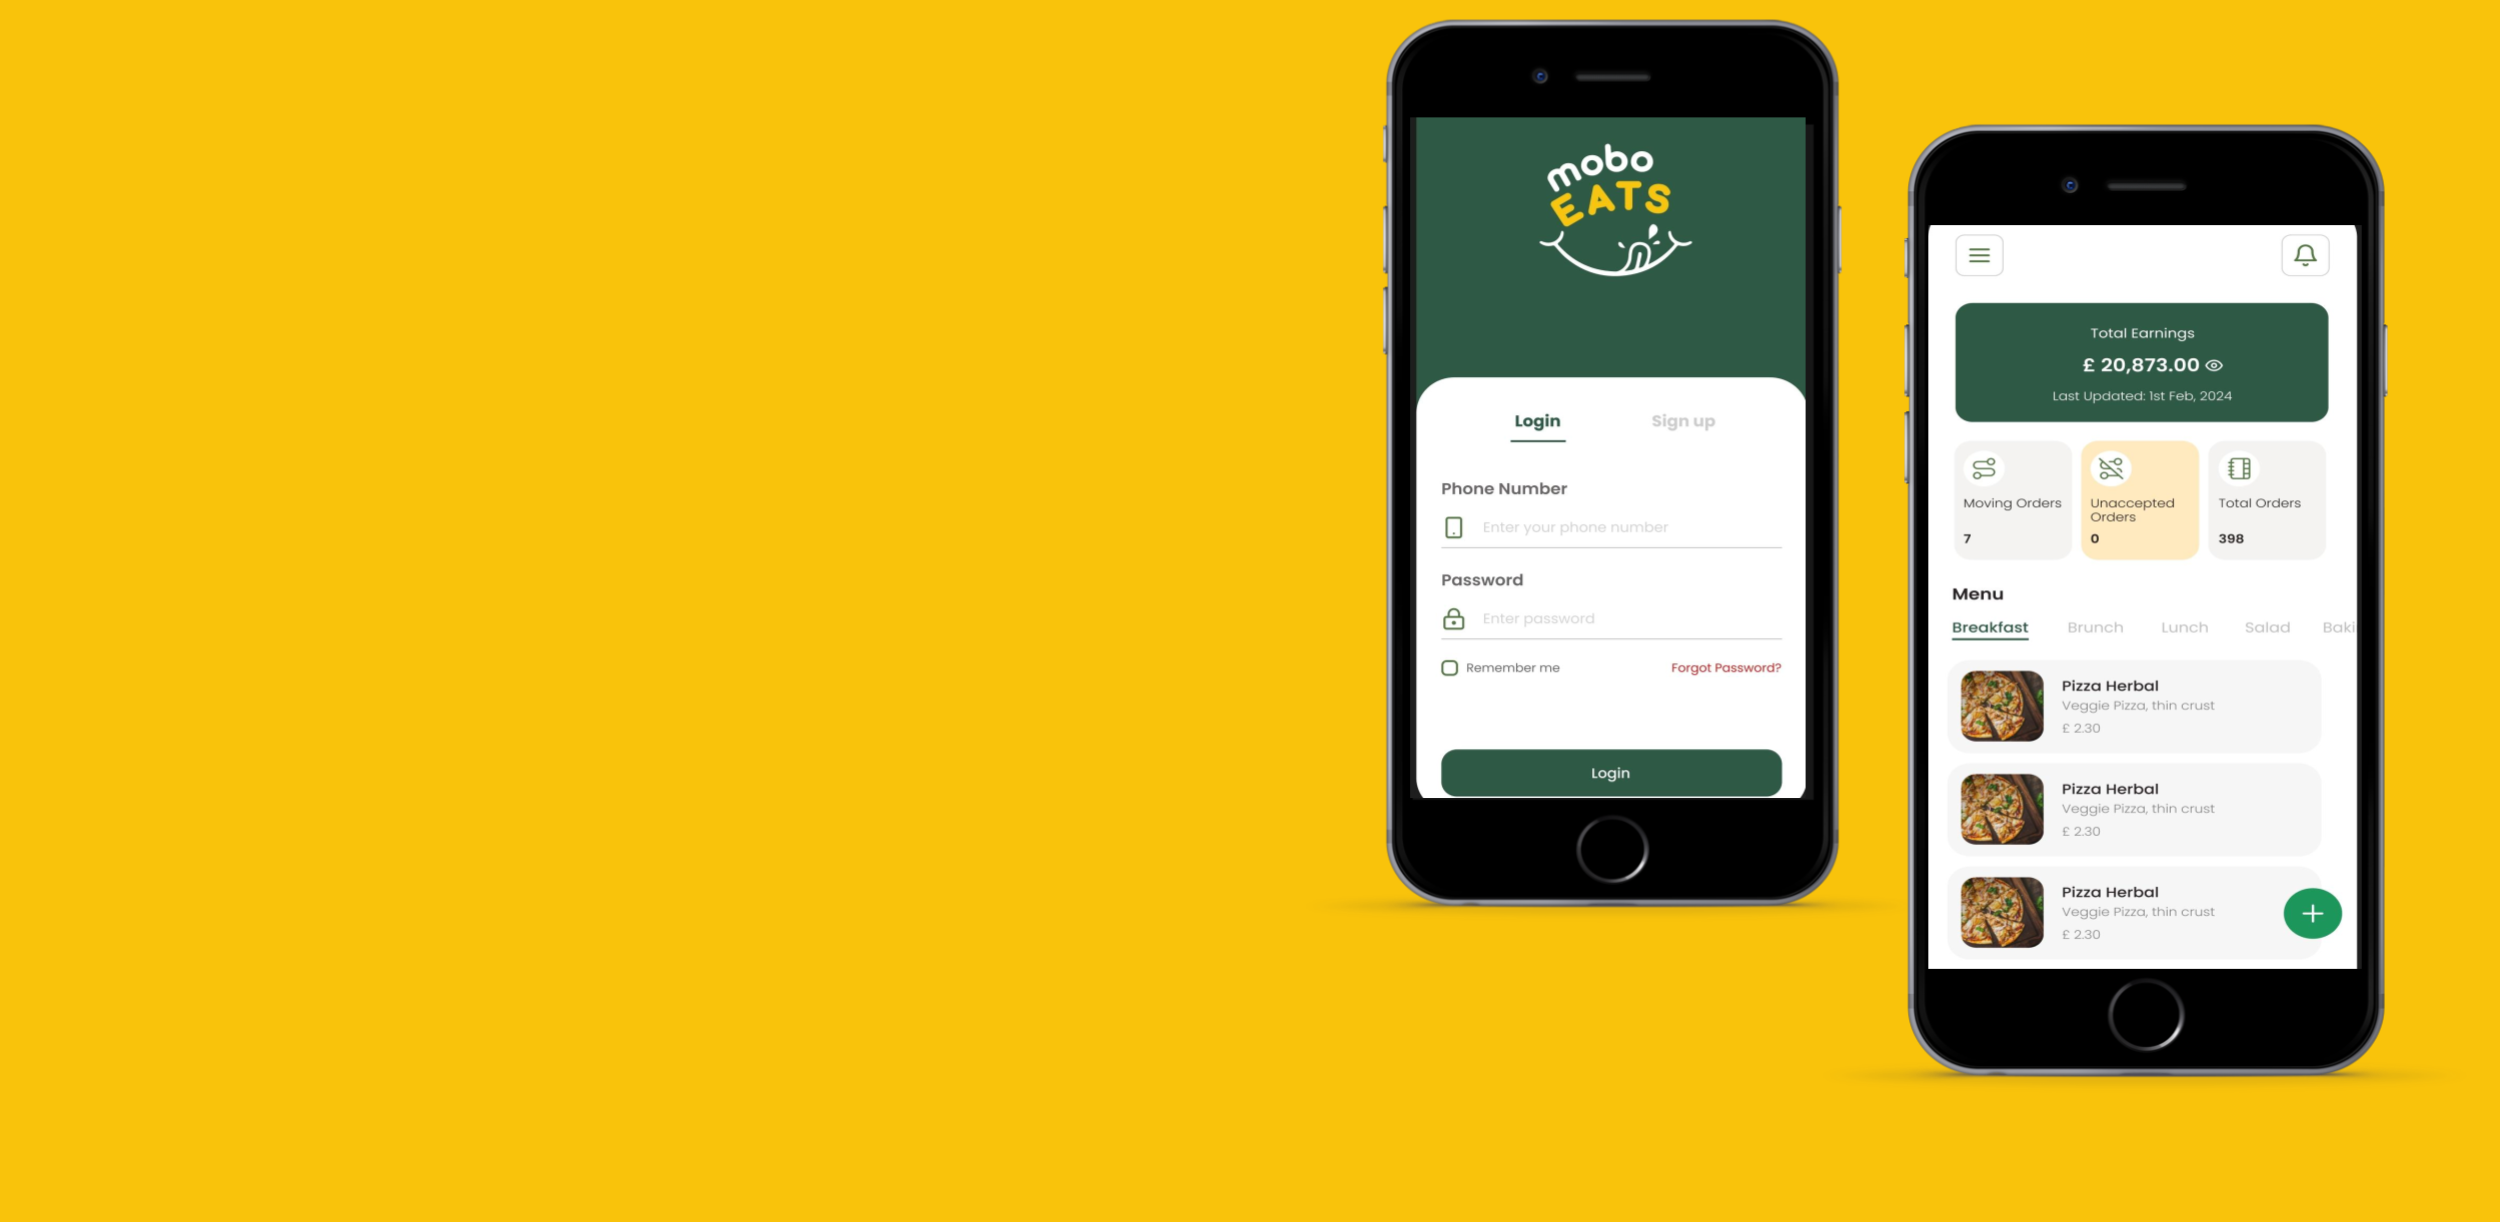 mobo
EATS
Login
Sign up
Phone Number
Enter your phone number
Password
Enter password
Remember me
Forgot Password?
Login
Total Earnings
£ 20,873.00
Last Updated: 1st Feb, 2024
Moving Orders
7
Unaccepted
Orders
0
Total Orders
398
Menu
Breakfast
Brunch
Lunch
Salad
Baki
Pizza Herbal
Veggie Pizza, thin crust
£ 2.30
Pizza Herbal
Veggie Pizza, thin crust
£ 2.30
Pizza Herbal
Veggie Pizza, thin crust
£ 2.30